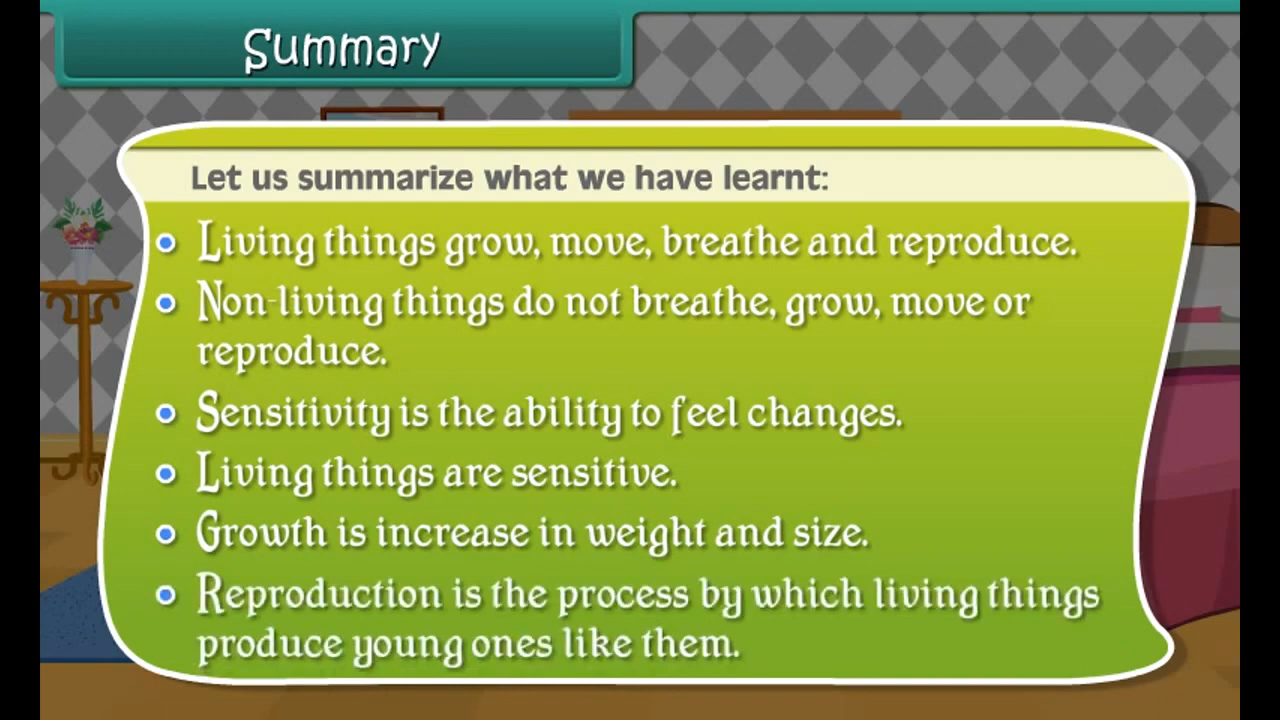 Summary
Let us summarize what we have learnt:
Living things grow, move, breathe and reproduce.
Non-living things do not breathe, grow, move or
reproduce.
Sensitivity is the ability to feel changes.
Living things are sensitive.
Growth is increase in weight and size.
Reproduction is the process by which living things
produce young ones like them.